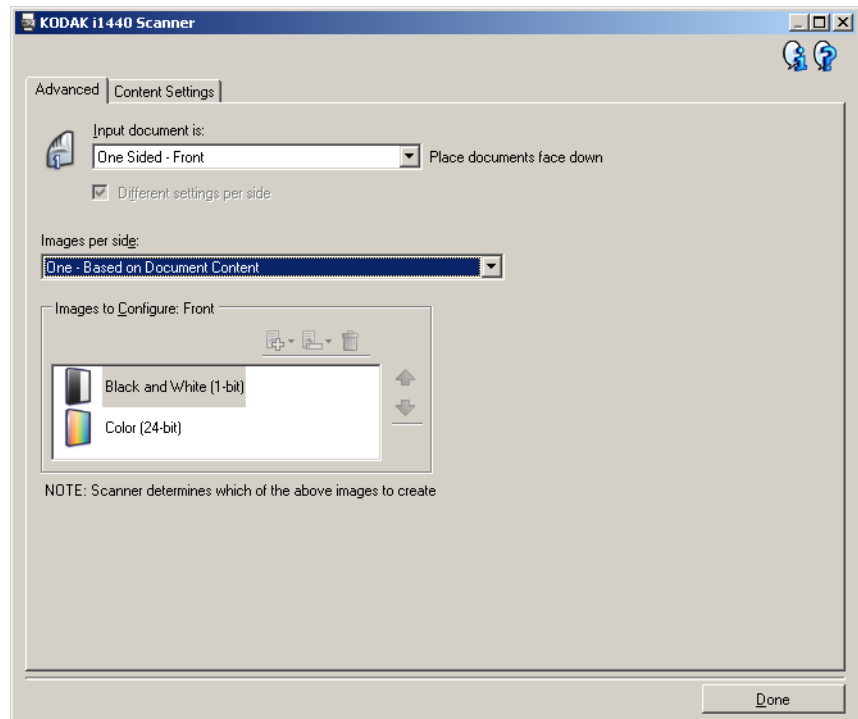 KODAK i1440 Scanner
Advanced
Content Settings
Input document is:
One Sided - Front
Place documents face down
Different settings per side
Images per side:
One - Based on Document Content
Images to Configure: Front
Black and White (1-bit)
Color (24-bit)
NOTE: Scanner determines which of the above images to create
Done